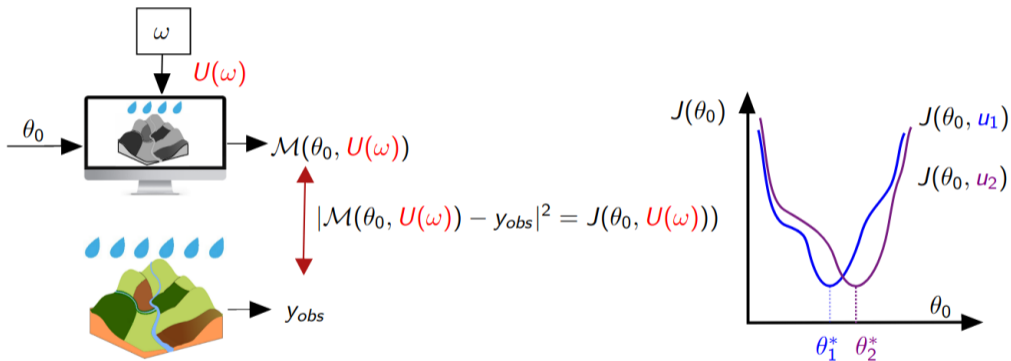 ω
U(ω)
θ₀
ℳ(θ₀, U(ω))
|ℳ(θ₀, U(ω)) − y_obs|² = J(θ₀, U(ω)))
y_obs
J(θ₀)
J(θ₀, u₁)
J(θ₀, u₂)
θ₀
θ₁* θ₂*